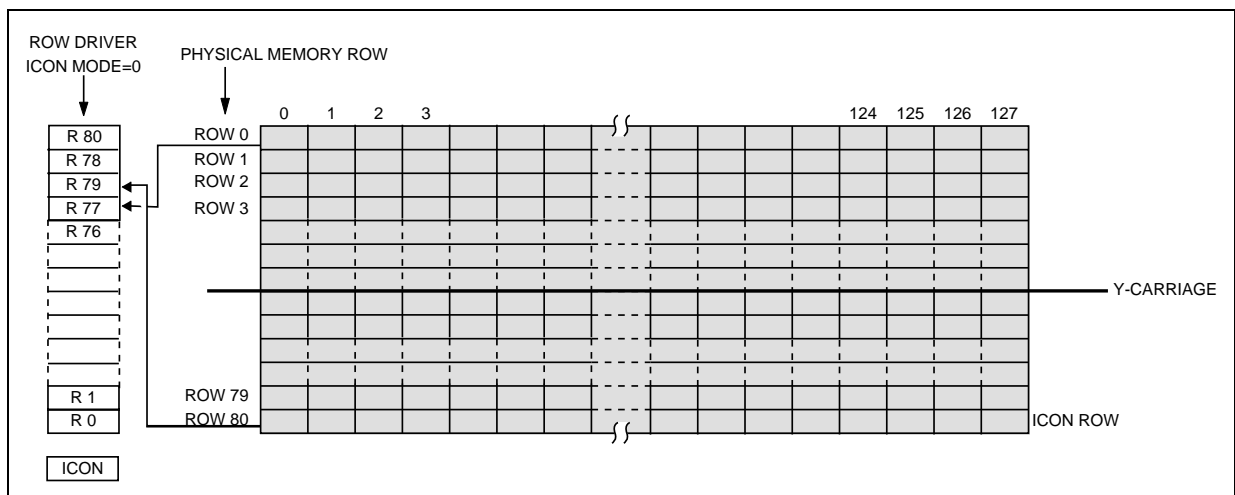 ROW DRIVER
ICON MODE=0
PHYSICAL MEMORY ROW
0 1 2 3 124 125 126 127
R 80
R 78
R 79
R 77
R 76
R 1
R 0
ICON
ROW 0
ROW 1
ROW 2
ROW 3
ROW 79
ROW 80
Y-CARRIAGE
ICON ROW